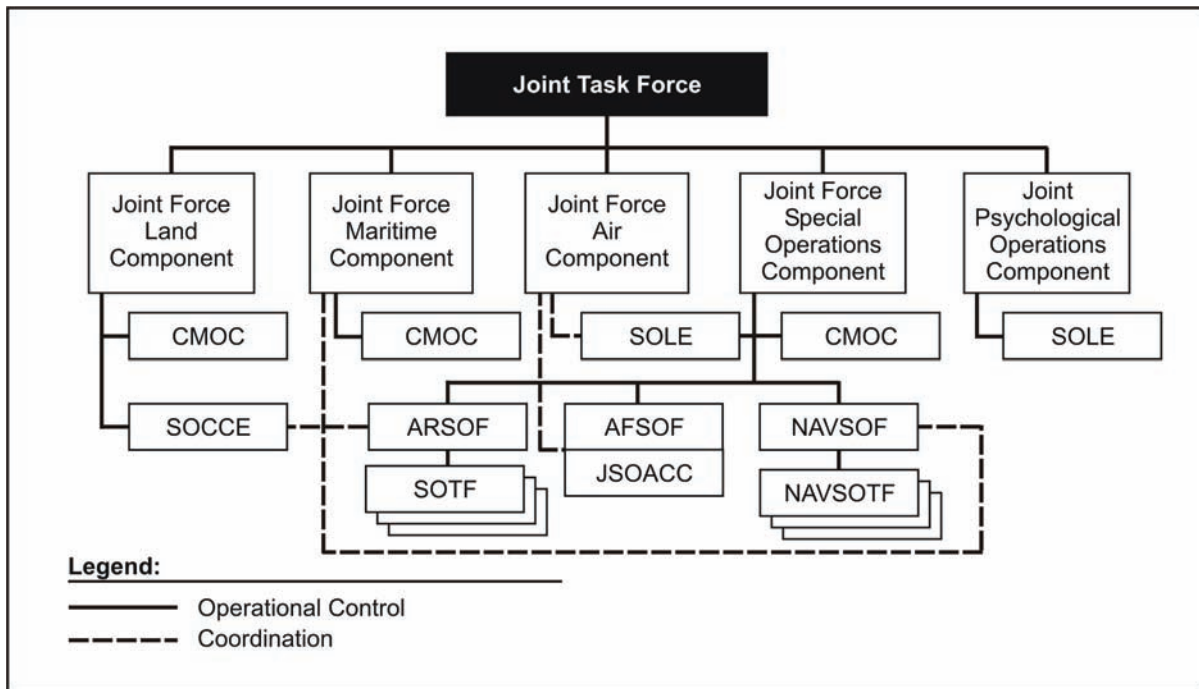 Joint Task Force
Joint Force
Land
Component
Joint Force
Maritime
Component
Joint Force
Air
Component
Joint Force
Special
Operations
Component
Joint
Psychological
Operations
Component
CMOC
CMOC
SOLE
CMOC
SOLE
SOCCE
ARSOF
AFSOF
NAVSOF
JSOACC
SOTF
NAVSOTF
Legend:
Operational Control
Coordination